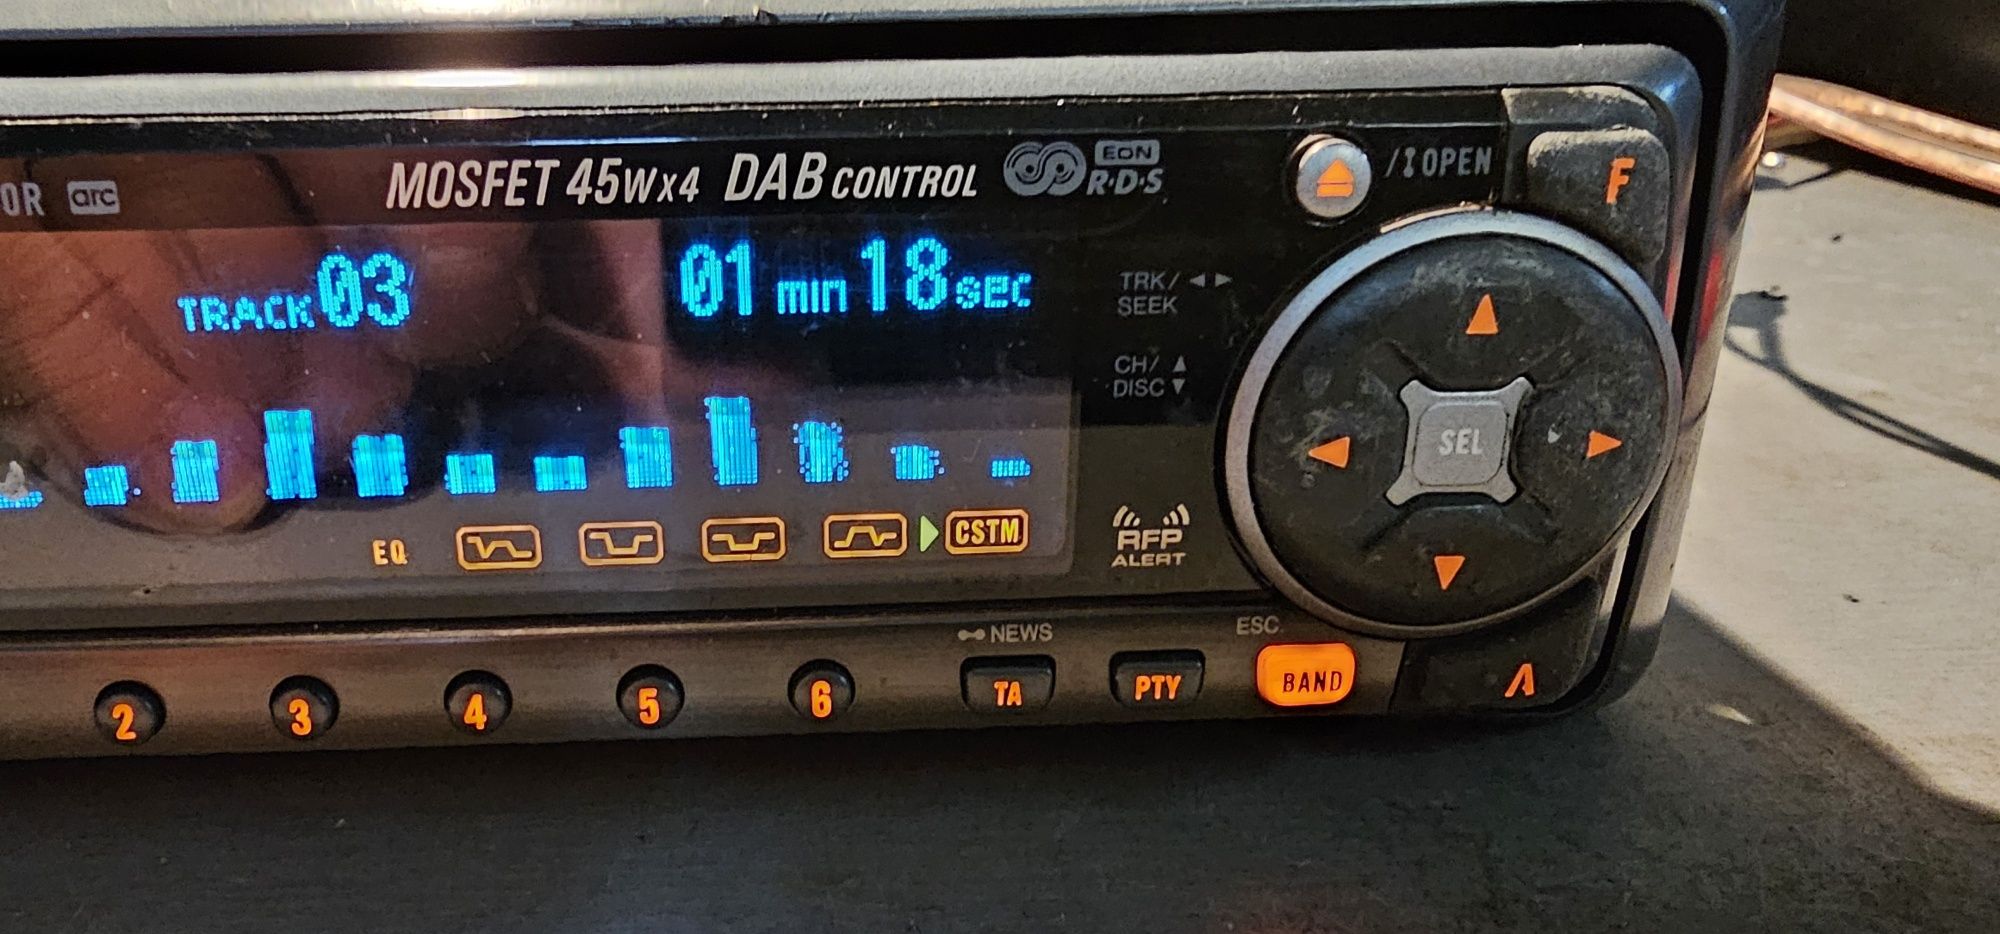 OR arc MOSFET 45Wx4 DAB CONTROL EON R·D·S /OPEN F
TRACK 03 01 min 18 sec
TRK/ ◄ ►
SEEK
CH/ ▲
DISC ▼
SEL
EQ CSTM
RFP
ALERT
NEWS ESC
2 3 4 5 6 TA PTY BAND A